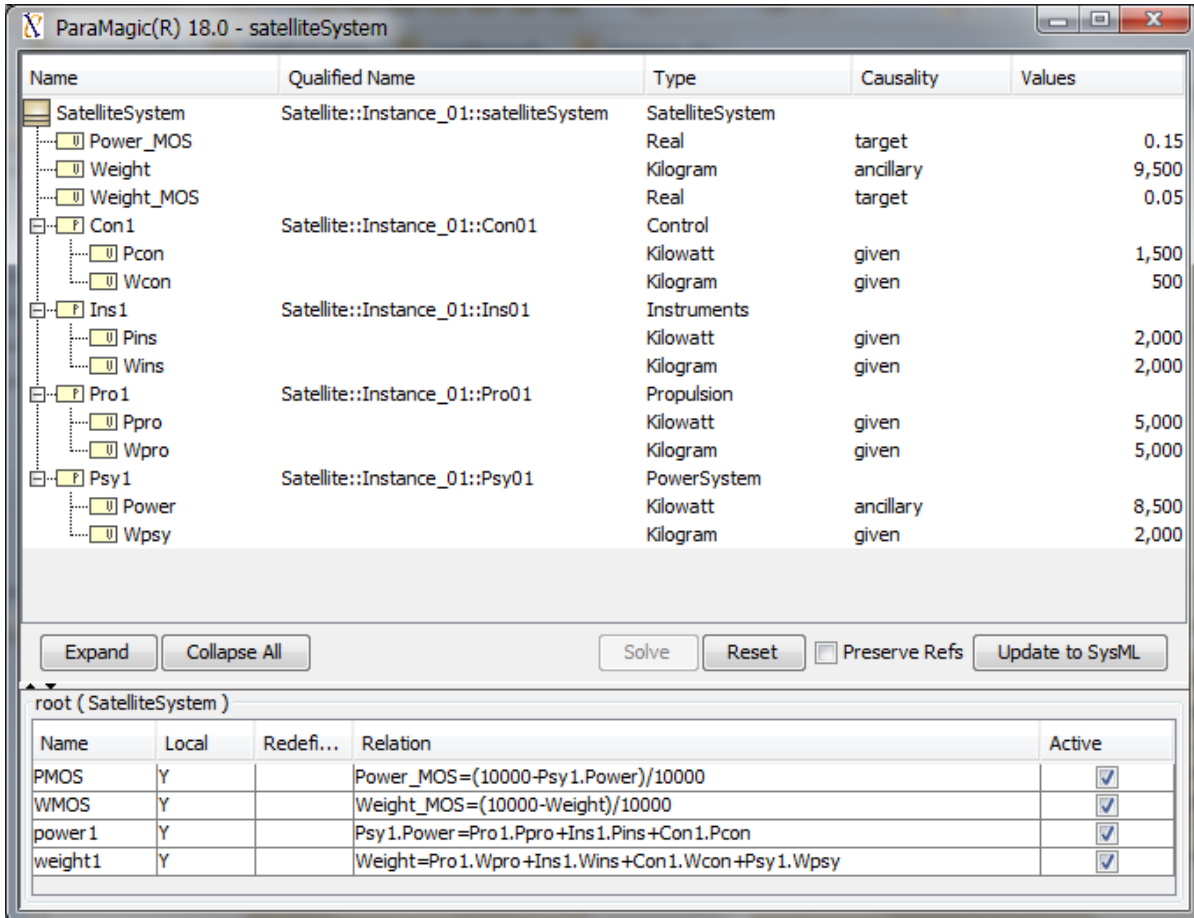 ParaMagic(R) 18.0 - satelliteSystem
Name Qualified Name Type Causality Values
SatelliteSystem Satellite::Instance_01::satelliteSystem SatelliteSystem
Power_MOS Real target 0.15
Weight Kilogram ancillary 9,500
Weight_MOS Real target 0.05
Con1 Satellite::Instance_01::Con01 Control
Pcon Kilowatt given 1,500
Wcon Kilogram given 500
Ins1 Satellite::Instance_01::Ins01 Instruments
Pins Kilowatt given 2,000
Wins Kilogram given 2,000
Pro1 Satellite::Instance_01::Pro01 Propulsion
Ppro Kilowatt given 5,000
Wpro Kilogram given 5,000
Psy1 Satellite::Instance_01::Psy01 PowerSystem
Power Kilowatt ancillary 8,500
Wpsy Kilogram given 2,000
Expand Collapse All Solve Reset Preserve Refs Update to SysML
root ( SatelliteSystem )
Name Local Redefi... Relation Active
PMOS Y Power_MOS=(10000-Psy1.Power)/10000
WMOS Y Weight_MOS=(10000-Weight)/10000
power1 Y Psy1.Power=Pro1.Ppro+Ins1.Pins+Con1.Pcon
weight1 Y Weight=Pro1.Wpro+Ins1.Wins+Con1.Wcon+Psy1.Wpsy